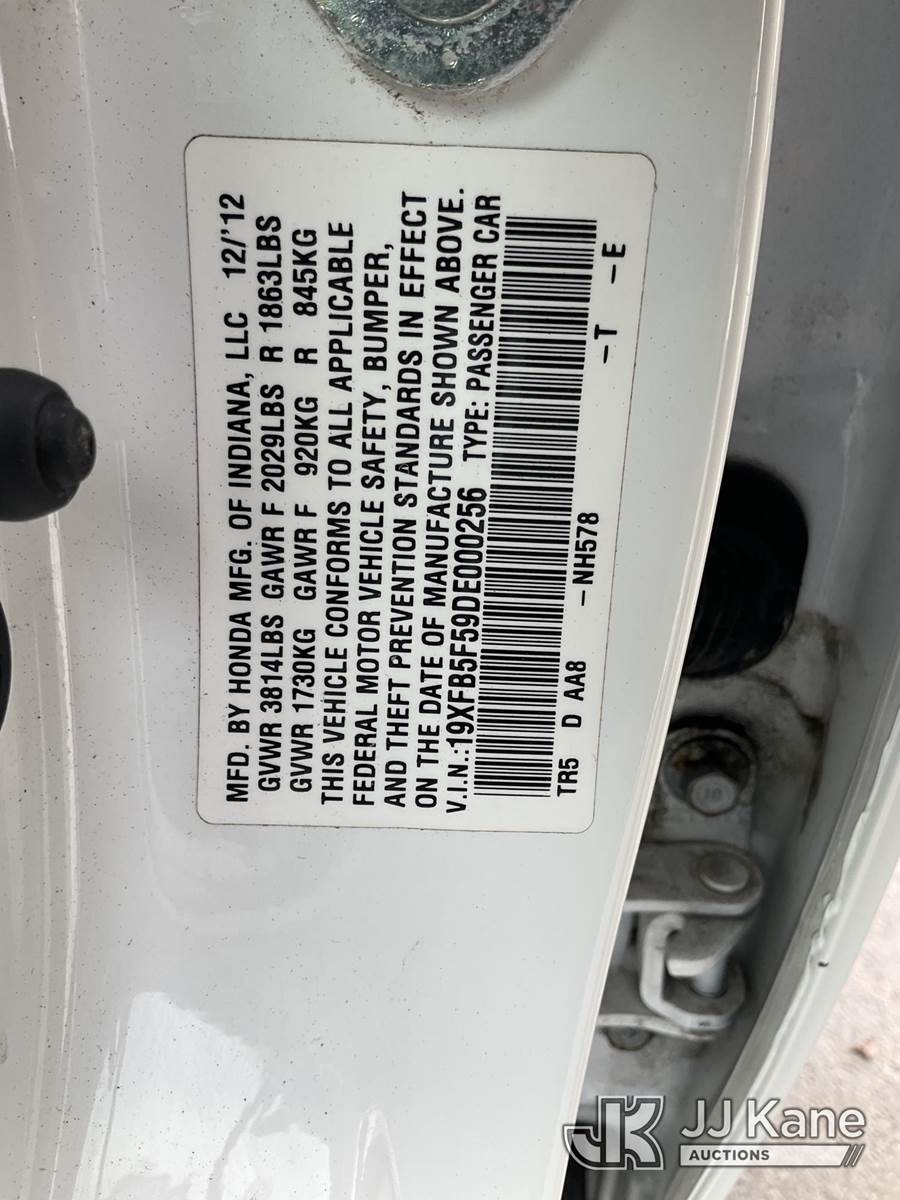 MFD. BY HONDA MFG. OF INDIANA, LLC 12/'12
GVWR 3814LBS GAWR F 2029LBS R 1863LBS
GVWR 1730KG GAWR F 920KG R 845KG
THIS VEHICLE CONFORMS TO ALL APPLICABLE
FEDERAL MOTOR VEHICLE SAFETY, BUMPER,
AND THEFT PREVENTION STANDARDS IN EFFECT
ON THE DATE OF MANUFACTURE SHOWN ABOVE.
V.I.N.:19XFB5F59DE000256 TYPE: PASSENGER CAR
TR5 D AA8 -NH578 -T -E
JK JJ Kane
AUCTIONS